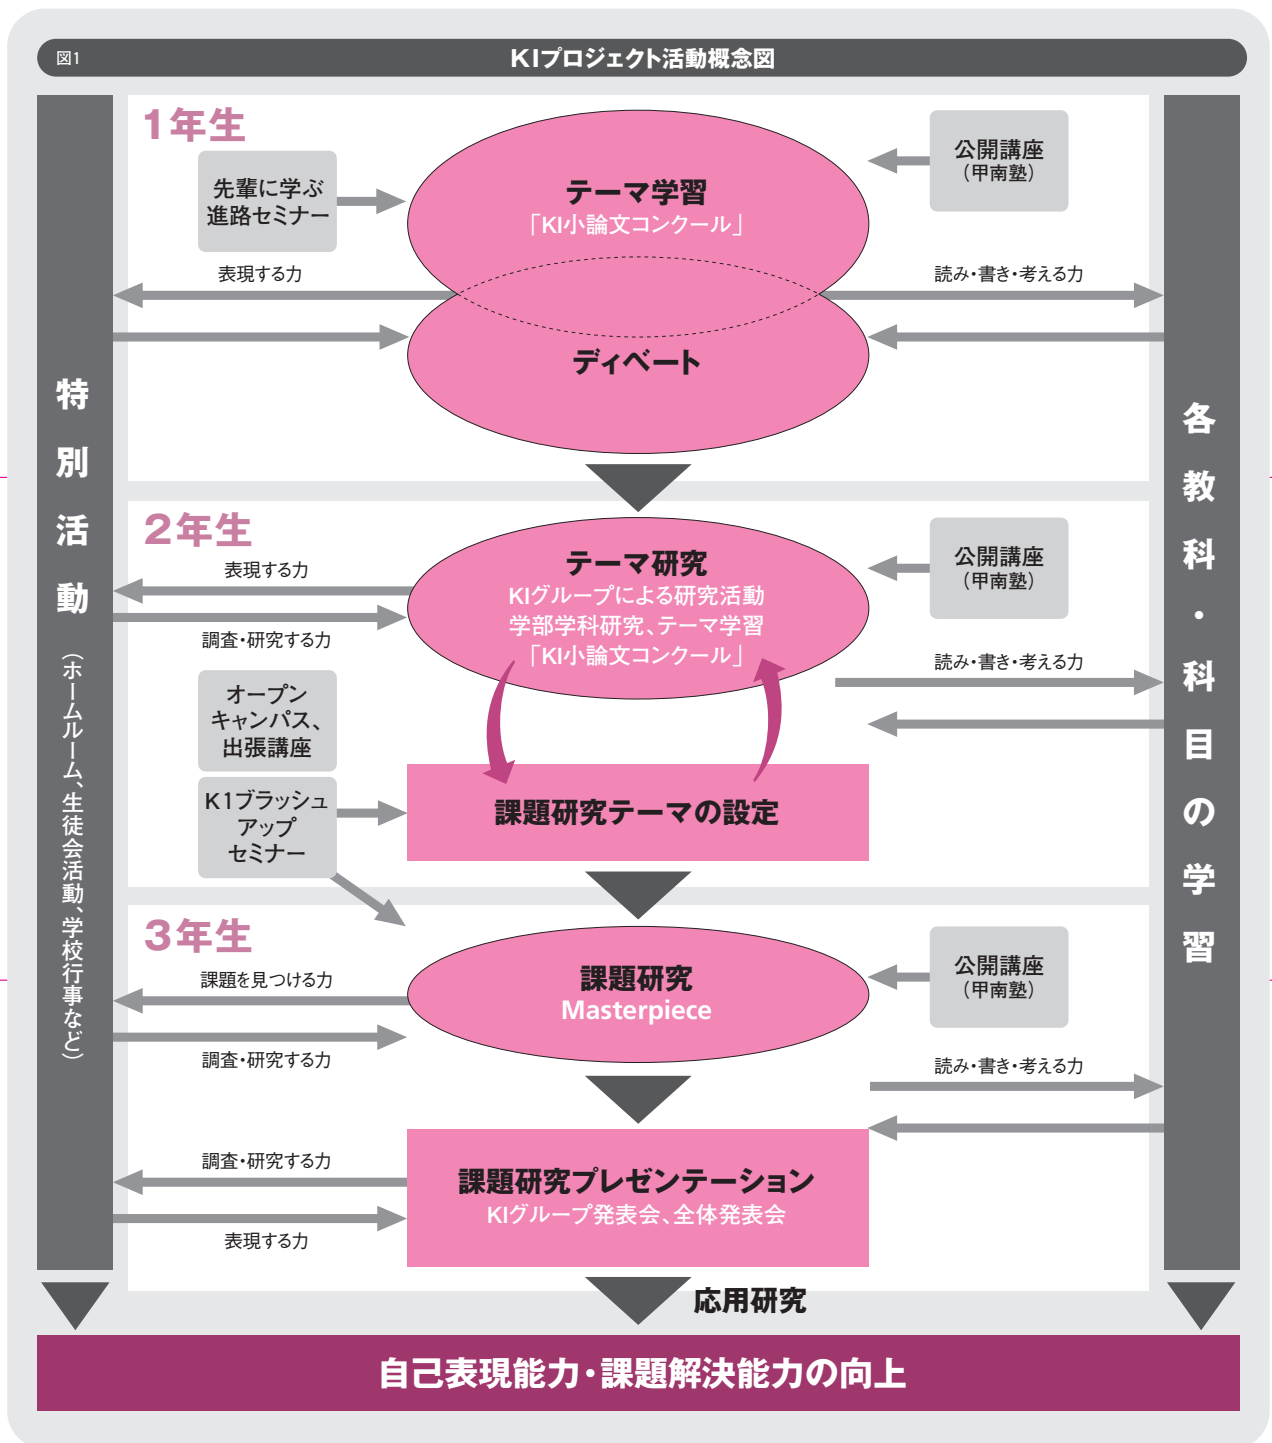 図1
KIプロジェクト活動概念図
特別活動
（ホームルーム、生徒会活動、学校行事など）
各教科・科目の学習
1年生
先輩に学ぶ
進路セミナー
テーマ学習
「KI小論文コンクール」
公開講座
（甲南塾）
表現する力
読み・書き・考える力
ディベート
2年生
テーマ研究
KIグループによる研究活動
学部学科研究、テーマ学習
「KI小論文コンクール」
公開講座
（甲南塾）
表現する力
調査・研究する力
読み・書き・考える力
オープン
キャンパス、
出張講座
K1ブラッシュ
アップ
セミナー
課題研究テーマの設定
3年生
課題研究
Masterpiece
公開講座
（甲南塾）
課題を見つける力
調査・研究する力
読み・書き・考える力
課題研究プレゼンテーション
KIグループ発表会、全体発表会
調査・研究する力
表現する力
応用研究
自己表現能力・課題解決能力の向上